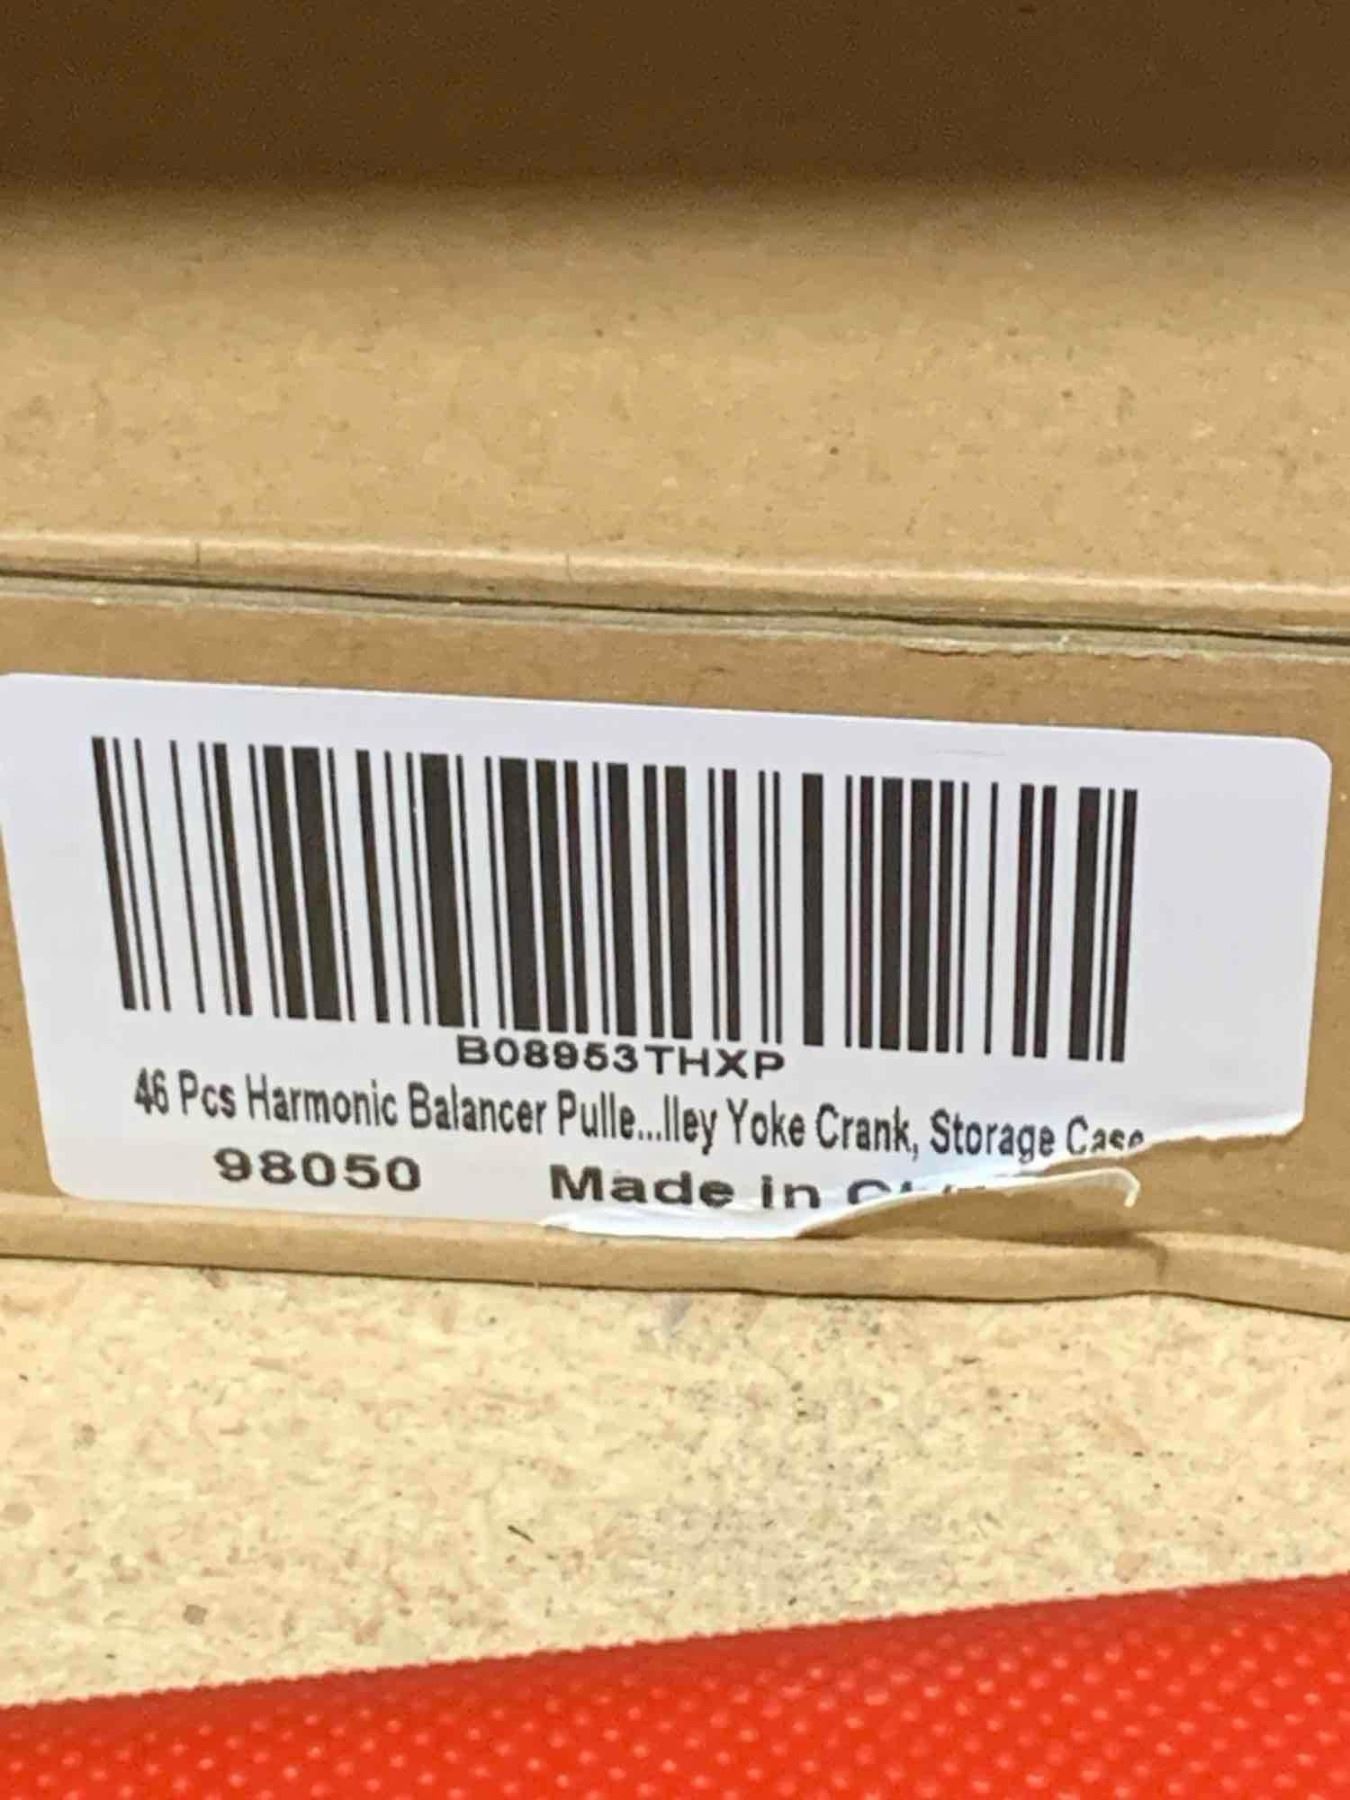 B08953THXP
46 Pcs Harmonic Balancer Pulle...lley Yoke Crank, Storage Case
98050 Made in